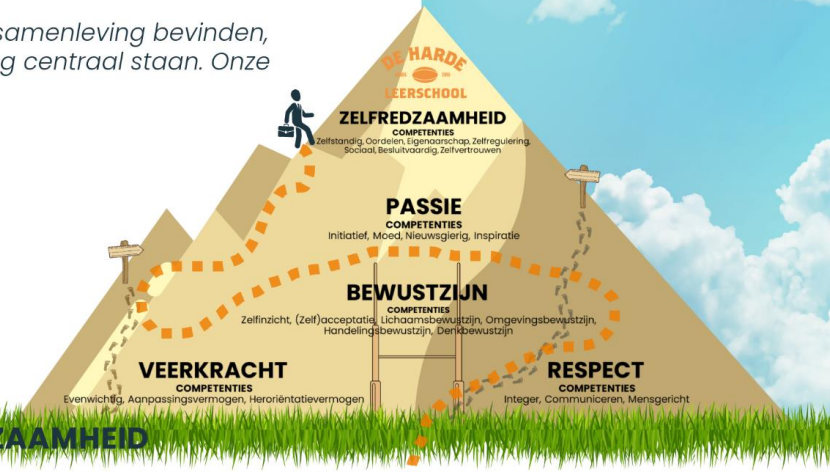 samenleving bevinden,
g centraal staan. Onze
DE HARDE
LEERSCHOOL
ZELFREDZAAMHEID
COMPETENTIES
Zelfstandig, Oordelen, Eigenaarschap, Zelfregulering,
Sociaal, Besluitvaardig, Zelfvertrouwen
PASSIE
COMPETENTIES
Initiatief, Moed, Nieuwsgierig, Inspiratie
BEWUSTZIJN
COMPETENTIES
Zelfinzicht, (Zelf)acceptatie, Lichaamsbewustzijn, Omgevingsbewustzijn,
Handelingsbewustzijn, Denkbewustzijn
VEERKRACHT
COMPETENTIES
Evenwichtig, Aanpassingsvermogen, Heroriëntatievermogen
RESPECT
COMPETENTIES
Integer, Communiceren, Mensgericht
ZAAMHEID